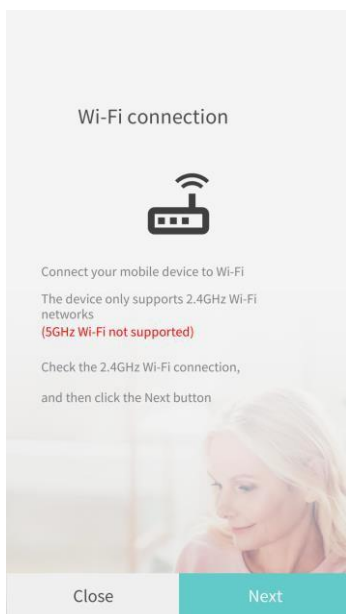 Wi-Fi connection
Connect your mobile device to Wi-Fi
The device only supports 2.4GHz Wi-Fi
networks
(5GHz Wi-Fi not supported)
Check the 2.4GHz Wi-Fi connection,
and then click the Next button
Close Next